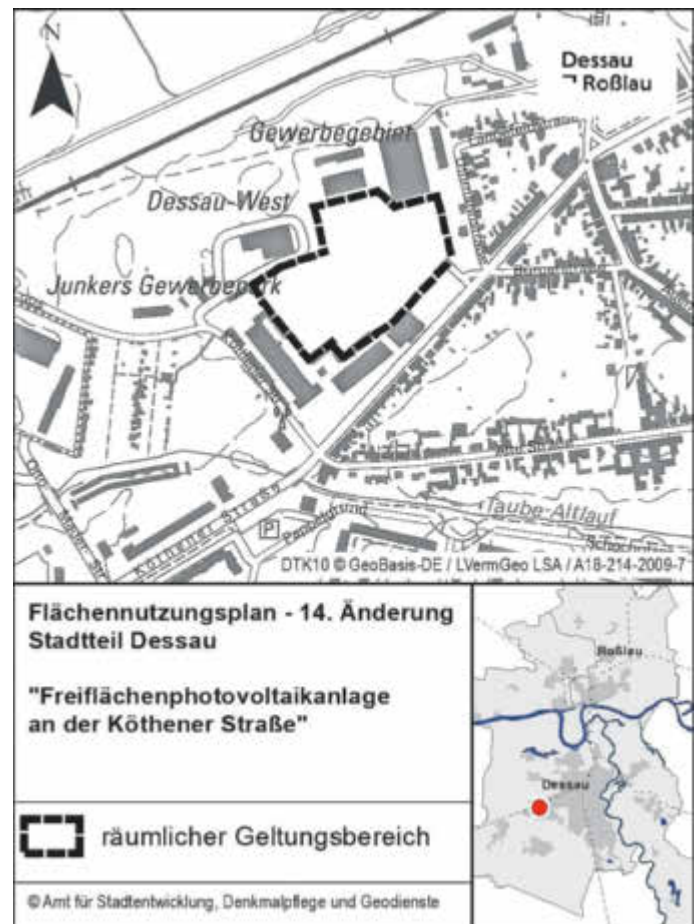 N
Dessau
Roßlau
Gewerbegebiet
Dessau-West
Junkers Gewerbepark
Köthener Straße
Alte Str.
Taube-Altlauf
P
DTK10 © GeoBasis-DE / LVermGeo LSA / A18-214-2009-7
Flächennutzungsplan - 14. Änderung
Stadtteil Dessau
"Freiflächenphotovoltaikanlage
an der Köthener Straße"
räumlicher Geltungsbereich
© Amt für Stadtentwicklung, Denkmalpflege und Geodienste
Roßlau
Dessau